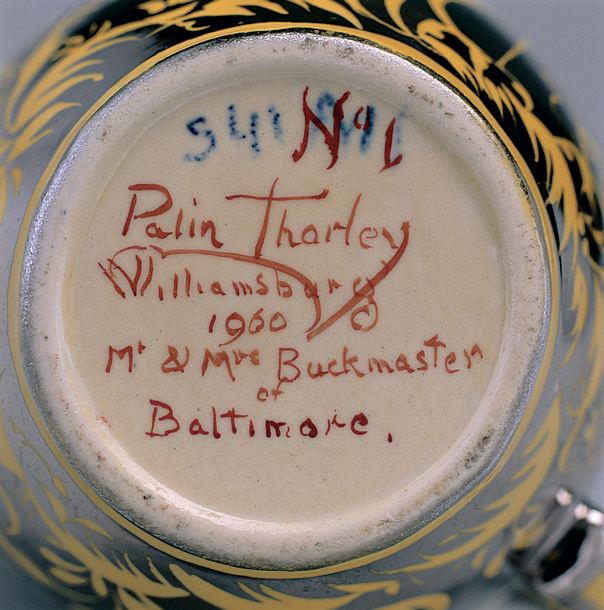 541 No 1
Palin Thorley
Williamsburg
1960 ©
Mr & Mrs Buckmaster
of
Baltimore.